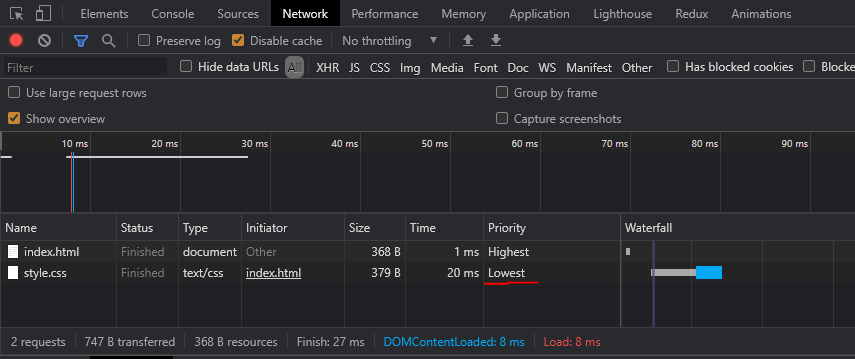 Elements Console Sources Network Performance Memory Application Lighthouse Redux Animations
Preserve log Disable cache No throttling
Filter Hide data URLs All XHR JS CSS Img Media Font Doc WS Manifest Other Has blocked cookies Blocke
Use large request rows Group by frame
Show overview Capture screenshots
10 ms 20 ms 30 ms 40 ms 50 ms 60 ms 70 ms 80 ms 90 ms
Name Status Type Initiator Size Time Priority Waterfall
index.html Finished document Other 368 B 1 ms Highest
style.css Finished text/css index.html 379 B 20 ms Lowest
2 requests 747 B transferred 368 B resources Finish: 27 ms DOMContentLoaded: 8 ms Load: 8 ms